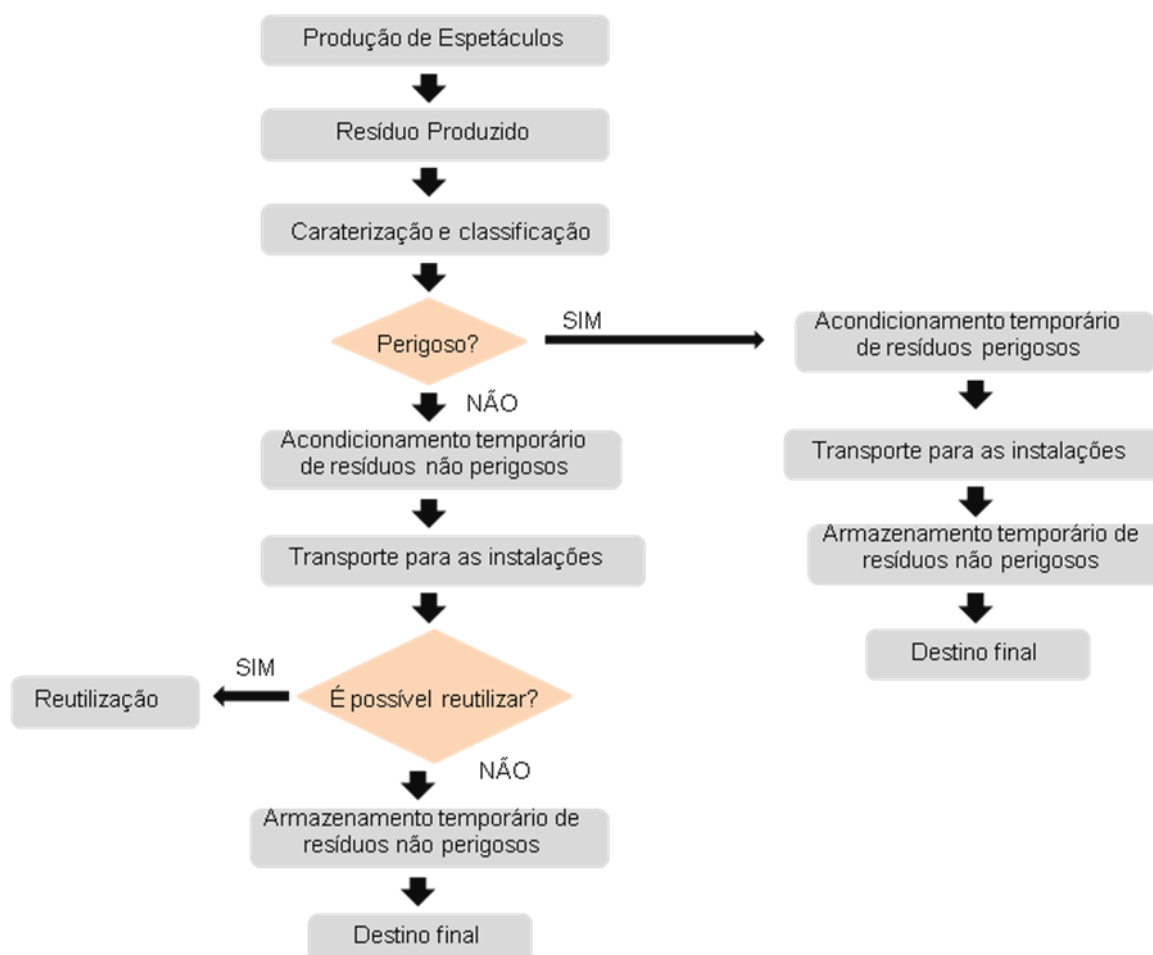 Produção de Espetáculos
Resíduo Produzido
Caraterização e classificação
Perigoso?
SIM
NÃO
Acondicionamento temporário
de resíduos não perigosos
Transporte para as instalações
É possível reutilizar?
SIM
Reutilização
NÃO
Armazenamento temporário de
resíduos não perigosos
Destino final
Acondicionamento temporário
de resíduos perigosos
Transporte para as instalações
Armazenamento temporário de
resíduos não perigosos
Destino final